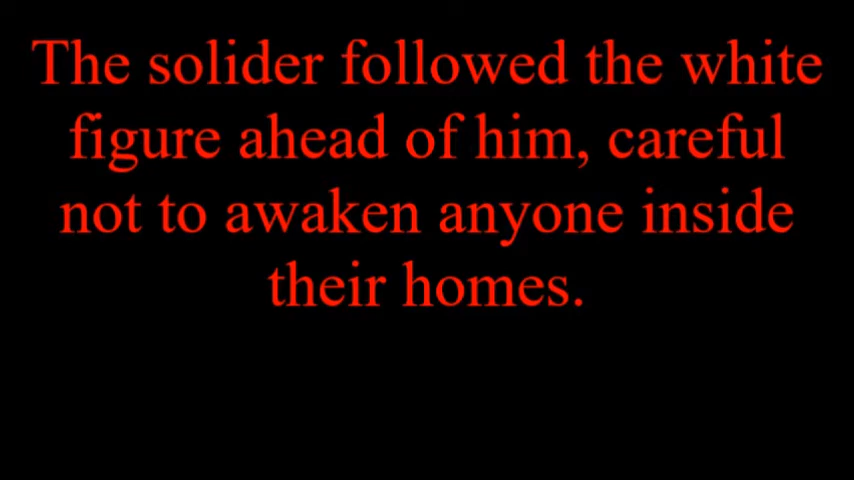 The solider followed the white
figure ahead of him, careful
not to awaken anyone inside
their homes.